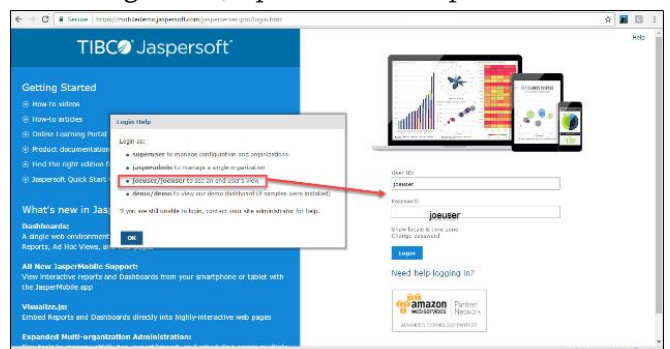 Secure | https://mobiledemo.jaspersoft.com/jasperserver-pro/login.html
TIBCO Jaspersoft
Help
Getting Started
How-to videos
How-to articles
Online Learning Portal
Product documentation
Find the right edition f
Jaspersoft Quick Start
What's new in Jas
Dashboards:
A single web environment
Reports, Ad Hoc Views, and
All New JasperMobile Support:
View interactive reports and Dashboards from your smartphone or tablet with
the JasperMobile app
Visualize.js:
Embed Reports and Dashboards directly into highly-interactive web pages
Expanded Multi-organization Administration:
Login Help
Login as:
superuser to manage configuration and organizations
jasperadmin to manage a single organization
joeuser/joeuser to see an end user's view
demo/demo to view our demo dashboard (if samples were installed)
If you are still unable to login, contact your site administrator for help.
OK
User ID:
joeuser
Password:
joeuser
Show locale & time zone
Change password
Login
Need help logging in?
amazon
webservices
Partner
Network
ADVANCED TECHNOLOGY PARTNER